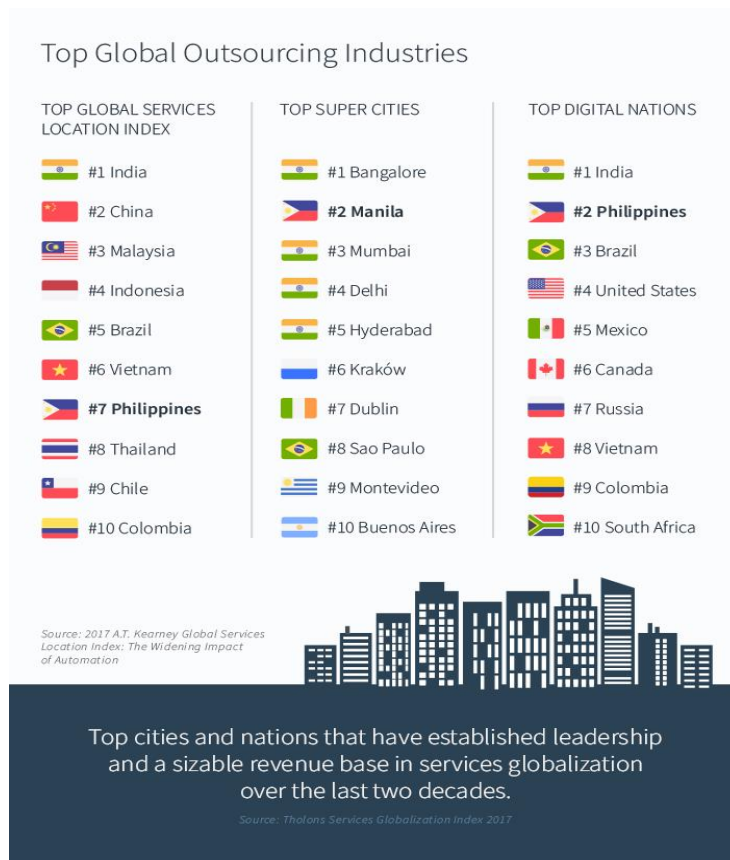 Top Global Outsourcing Industries
TOP GLOBAL SERVICES
LOCATION INDEX
#1 India
#2 China
#3 Malaysia
#4 Indonesia
#5 Brazil
#6 Vietnam
#7 Philippines
#8 Thailand
#9 Chile
#10 Colombia
TOP SUPER CITIES
#1 Bangalore
#2 Manila
#3 Mumbai
#4 Delhi
#5 Hyderabad
#6 Kraków
#7 Dublin
#8 Sao Paulo
#9 Montevideo
#10 Buenos Aires
TOP DIGITAL NATIONS
#1 India
#2 Philippines
#3 Brazil
#4 United States
#5 Mexico
#6 Canada
#7 Russia
#8 Vietnam
#9 Colombia
#10 South Africa
Source: 2017 A.T. Kearney Global Services
Location Index: The Widening Impact
of Automation
Top cities and nations that have established leadership
and a sizable revenue base in services globalization
over the last two decades.
Source: Tholons Services Globalization Index 2017